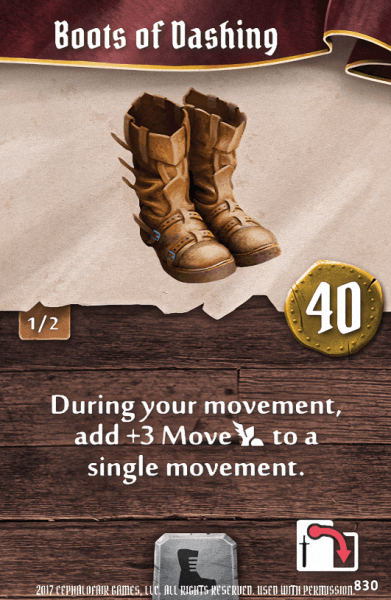 Boots of Dashing
1/2
40
During your movement,
add +3 Move to a
single movement.
830
2017 CEPHALOFAIR GAMES, LLC. ALL RIGHTS RESERVED. USED WITH PERMISSION